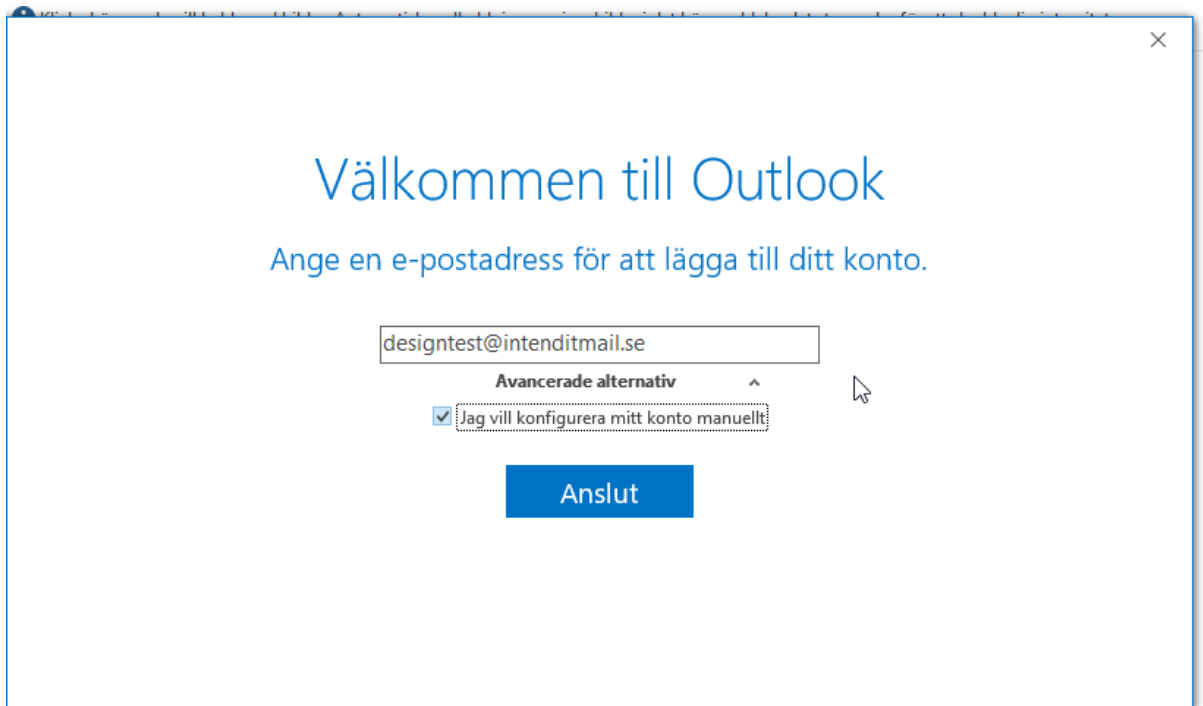 Välkommen till Outlook
Ange en e-postadress för att lägga till ditt konto.
designtest@intenditmail.se
Avancerade alternativ
Jag vill konfigurera mitt konto manuellt
Anslut